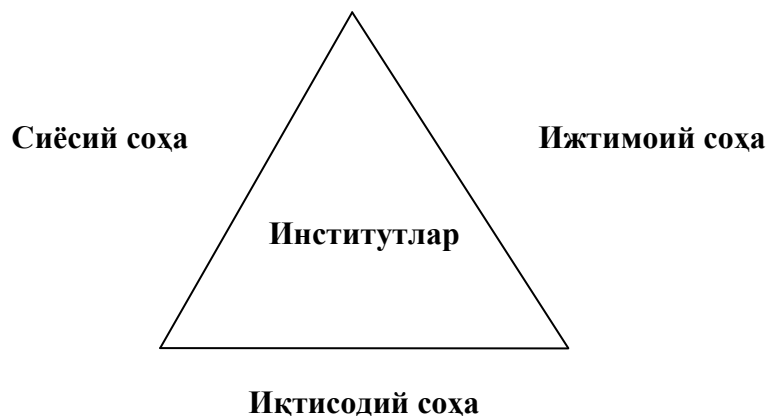 Сиёсий соҳа
Ижтимоий соҳа
Институтлар
Иқтисодий соҳа